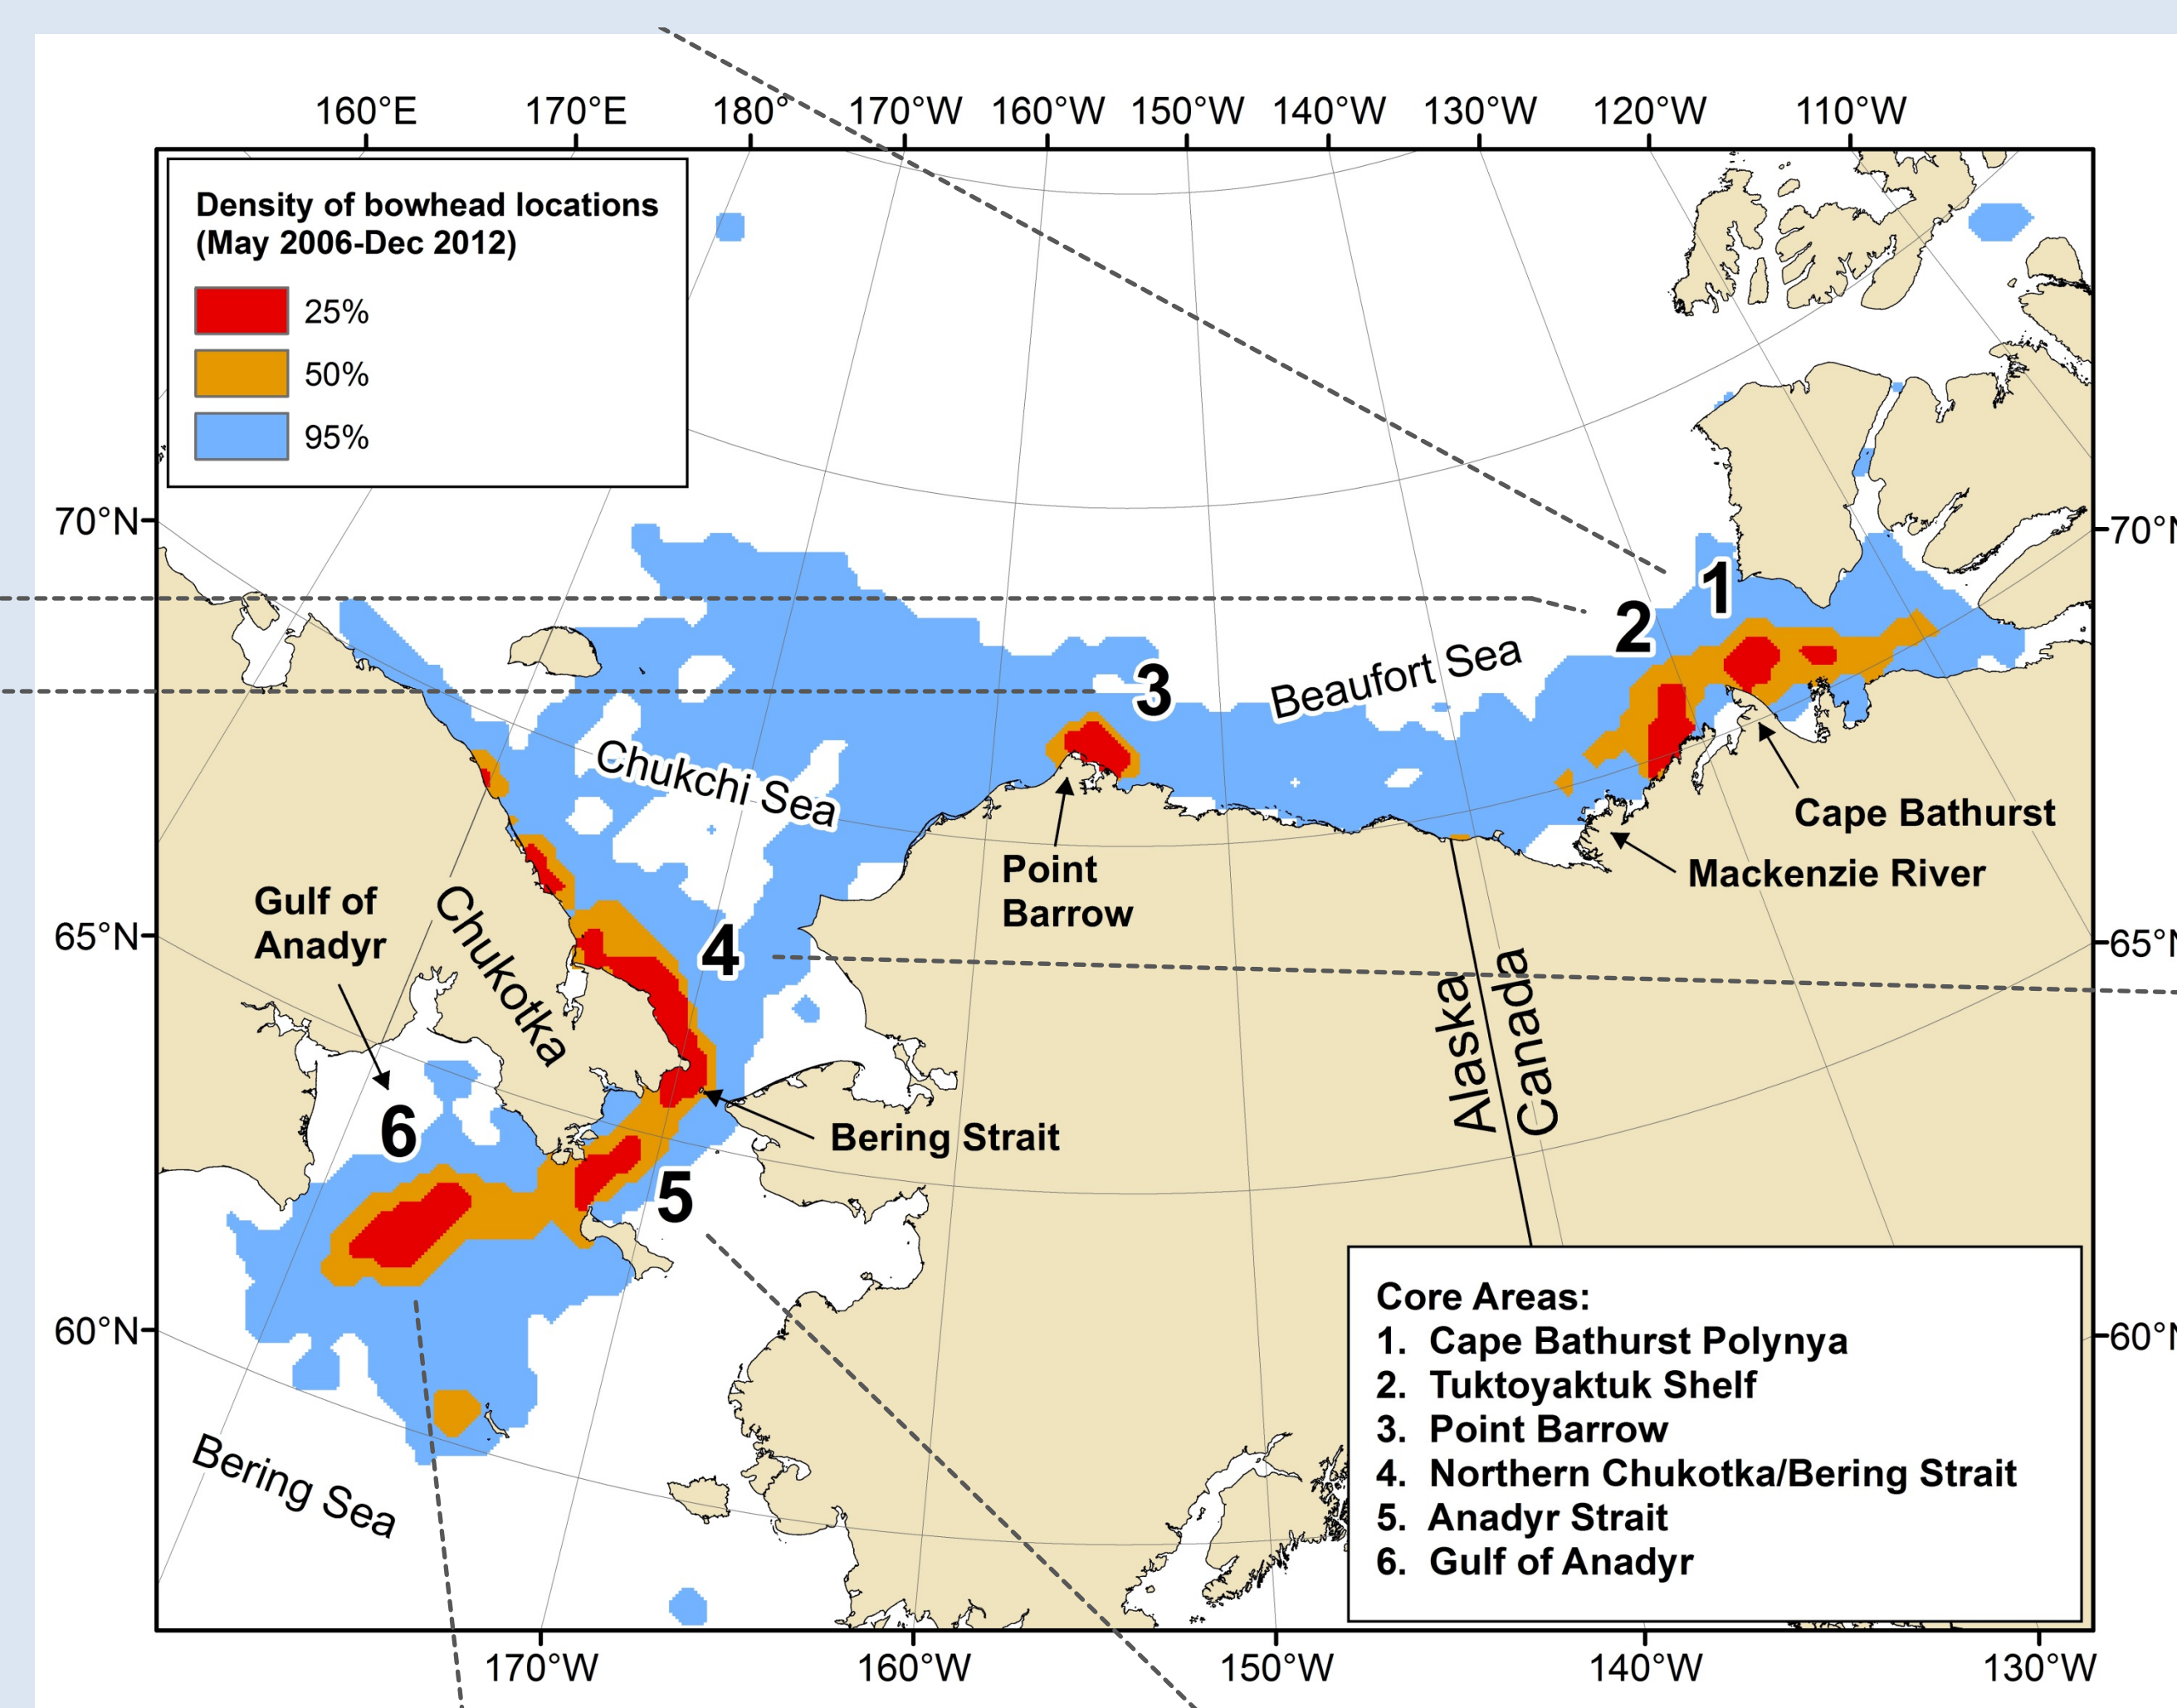 160°E 170°E 180° 170°W 160°W 150°W 140°W 130°W 120°W 110°W
Density of bowhead locations
(May 2006-Dec 2012)
25%
50%
95%
70°N
70°N
1
2
3
Beaufort Sea
Chukchi Sea
Cape Bathurst
Mackenzie River
Point
Barrow
Gulf of
Anadyr
Chukotka
65°N
65°N
4
Alaska
Canada
6
Bering Strait
5
60°N
60°N
Bering Sea
Core Areas:
1. Cape Bathurst Polynya
2. Tuktoyaktuk Shelf
3. Point Barrow
4. Northern Chukotka/Bering Strait
5. Anadyr Strait
6. Gulf of Anadyr
170°W 160°W 150°W 140°W 130°W